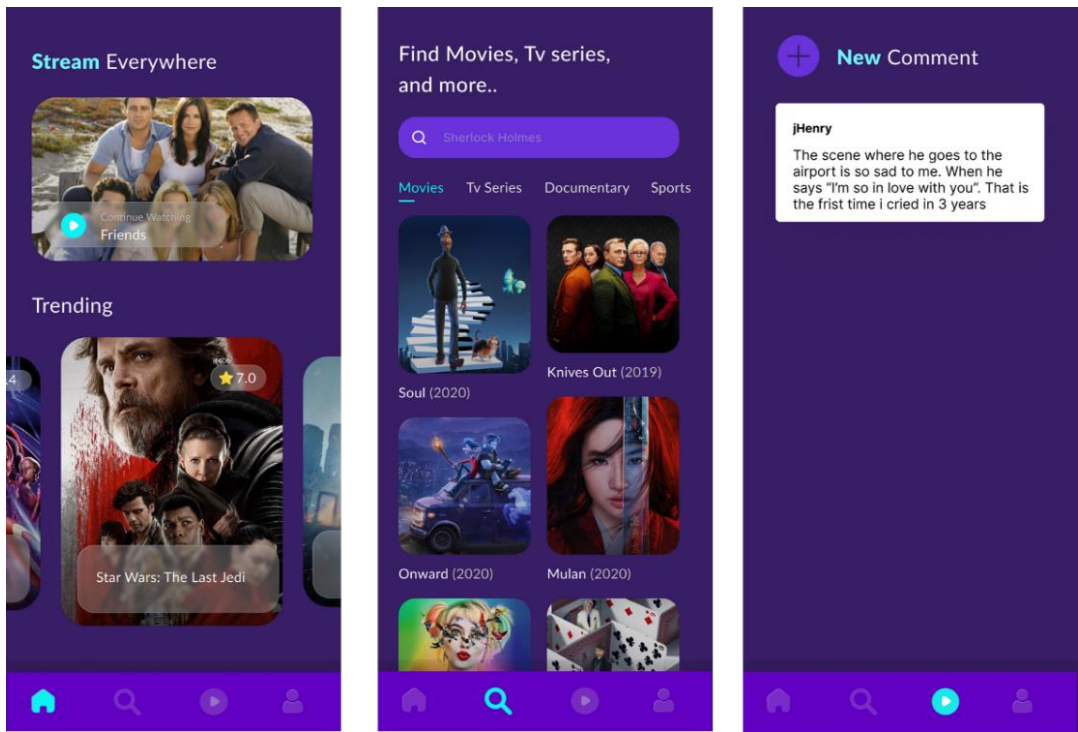 Stream Everywhere
Continue Watching
Friends
Trending
.4
7.0
Star Wars: The Last Jedi
Find Movies, Tv series,
and more..
Sherlock Holmes
Movies Tv Series Documentary Sports
Soul (2020)
Knives Out (2019)
Onward (2020)
Mulan (2020)
New Comment
jHenry
The scene where he goes to the
airport is so sad to me. When he
says “I’m so in love with you”. That is
the frist time i cried in 3 years